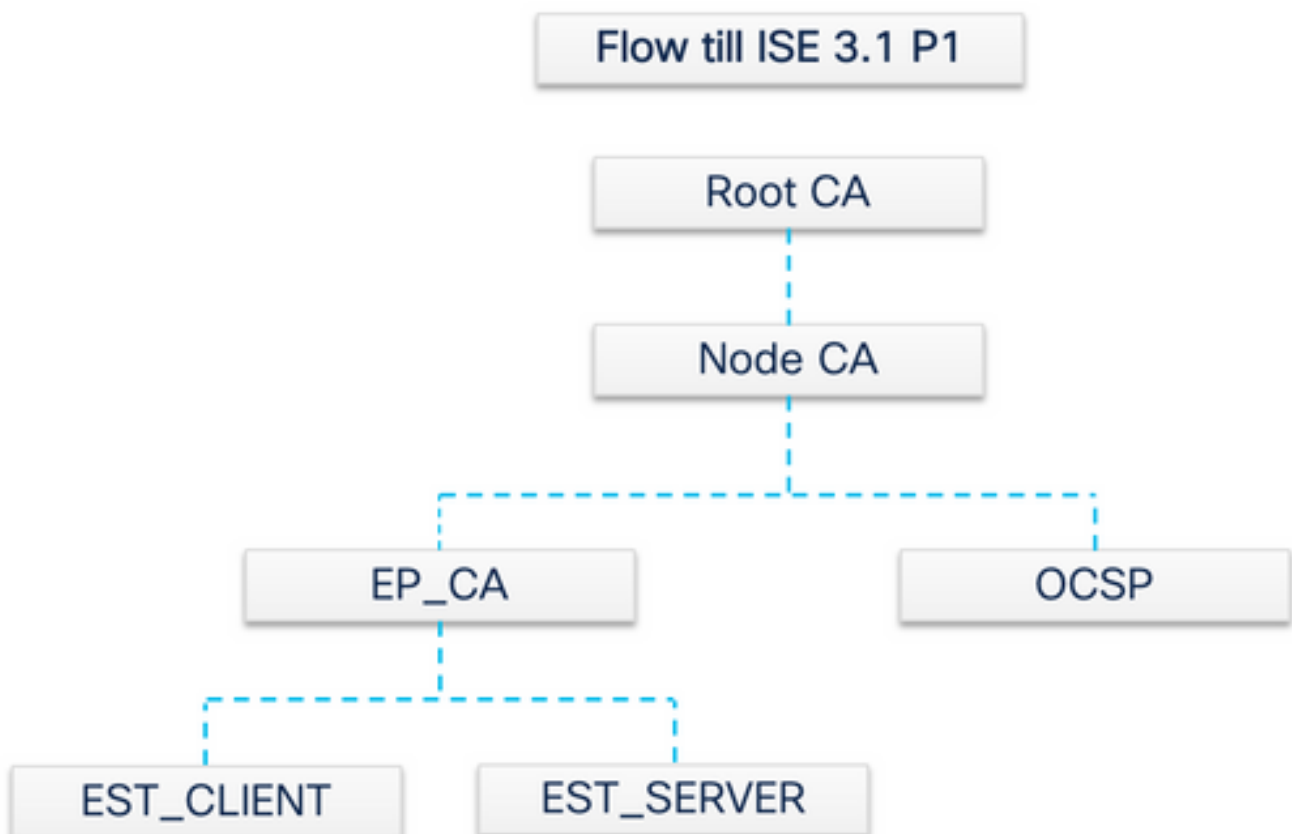 Flow till ISE 3.1 P1
Root CA
Node CA
EP_CA
OCSP
EST_CLIENT
EST_SERVER